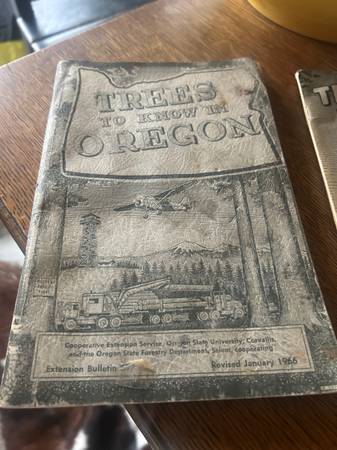 TREES
TO KNOW IN
OREGON
Cooperative Extension Service, Oregon State University, Corvallis,
and the Oregon State Forestry Department, Salem, cooperating
Extension Bulletin
Revised January 1966
T